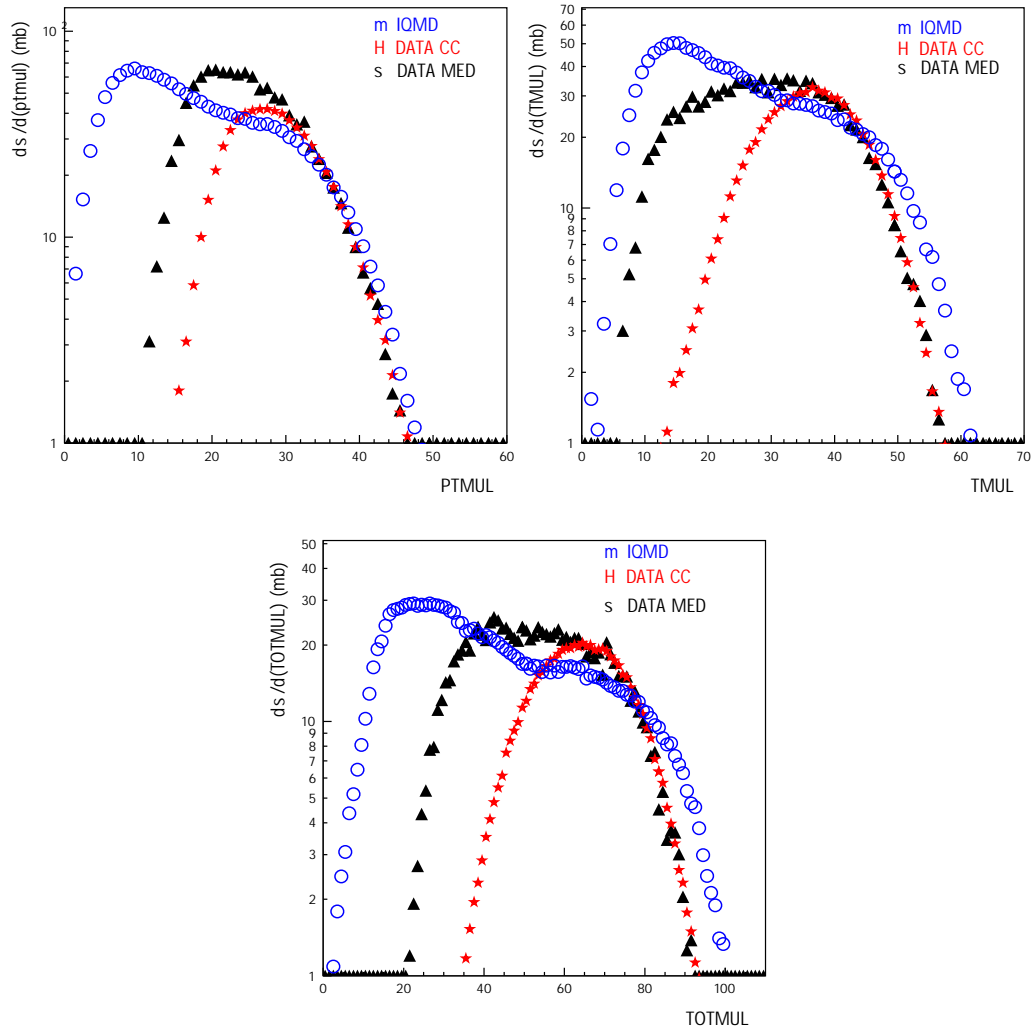 ds/d(ptmul) (mb)
10 2
10
1
m IQMD
H DATA CC
s DATA MED
0 10 20 30 40 50 60
PTMUL
ds/d(TMUL) (mb)
70
50
40
30
20
10
9
8
7
6
5
4
3
2
1
m IQMD
H DATA CC
s DATA MED
0 10 20 30 40 50 60 70
TMUL
ds/d(TOTMUL) (mb)
50
40
30
20
10
9
8
7
6
5
4
3
2
1
m IQMD
H DATA CC
s DATA MED
0 20 40 60 80 100
TOTMUL